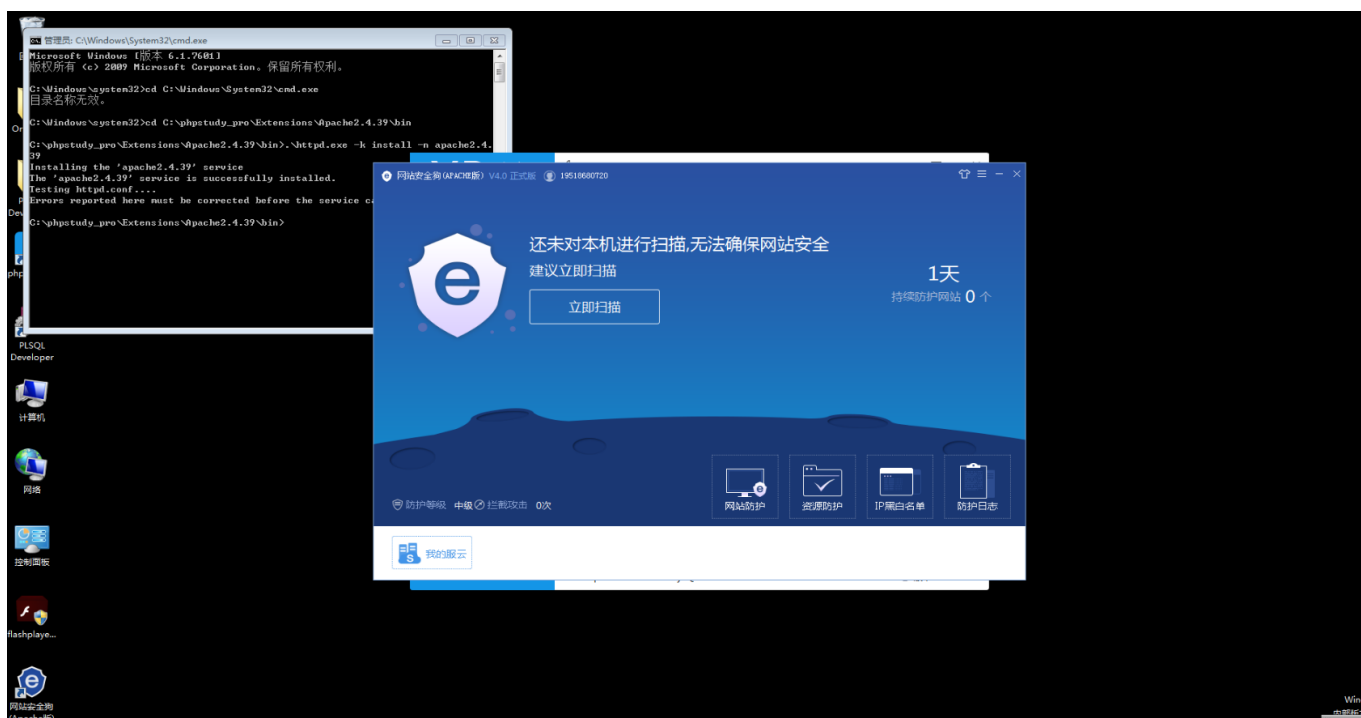 管理员: C:\Windows\System32\cmd.exe
Microsoft Windows [版本 6.1.7601]
版权所有 (c) 2009 Microsoft Corporation。保留所有权利。
C:\Windows\system32>cd C:\Windows\System32\cmd.exe
目录名称无效。
C:\Windows\system32>cd C:\phpstudy_pro\Extensions\Apache2.4.39\bin
C:\phpstudy_pro\Extensions\Apache2.4.39\bin>.\httpd.exe -k install -n apache2.4.
39
Installing the 'apache2.4.39' service
The 'apache2.4.39' service is successfully installed.
Testing httpd.conf....
Errors reported here must be corrected before the service
C:\phpstudy_pro\Extensions\Apache2.4.39\bin>
网站安全狗(APACHE版) V4.0 正式版 19518680720
还未对本机进行扫描,无法确保网站安全
建议立即扫描
立即扫描
1天
持续防护网站 0 个
防护等级 中级 拦截攻击 0次
网站防护
资源防护
IP黑白名单
防护日志
我的服云
PLSQL
Developer
计算机
网络
控制面板
flashplaye...
网站安全狗
Win